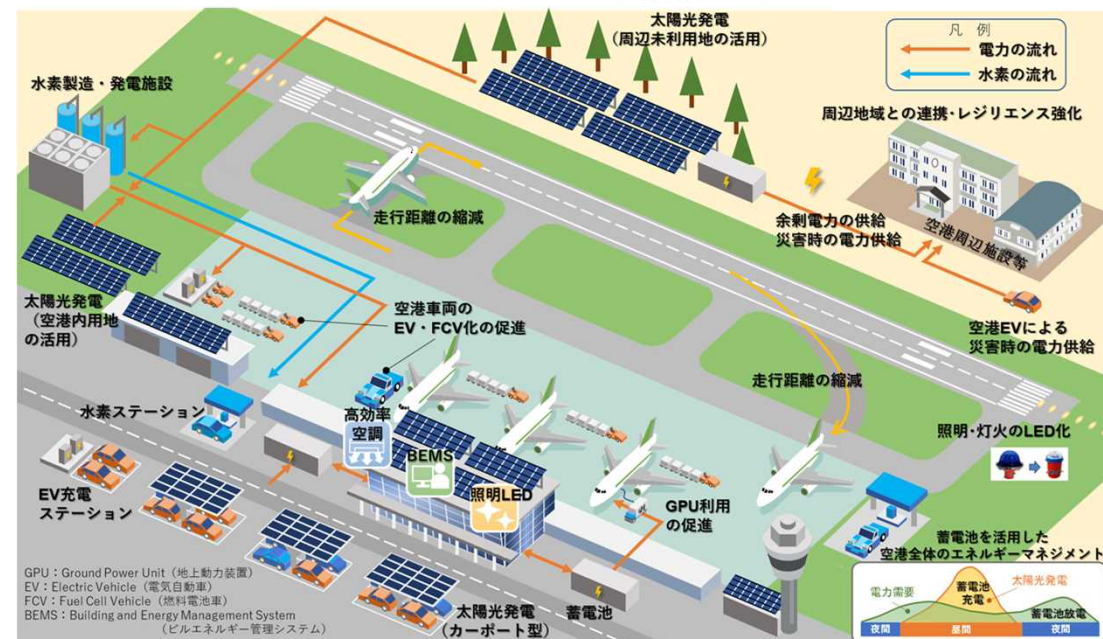 太陽光発電
（周辺未利用地の活用）
凡 例
電力の流れ
水素の流れ
水素製造・発電施設
周辺地域との連携・レジリエンス強化
走行距離の縮減
余剰電力の供給
災害時の電力供給
空港周辺施設等
太陽光発電
（空港内用地
の活用）
空港車両の
EV・FCV化の促進
空港EVによる
災害時の電力供給
走行距離の縮減
水素ステーション
高効率
空調
BEMS
照明LED
照明・灯火のLED化
EV充電
ステーション
GPU利用
の促進
蓄電池を活用した
空港全体のエネルギーマネジメント
GPU：Ground Power Unit（地上動力装置）
EV：Electric Vehicle（電気自動車）
FCV：Fuel Cell Vehicle（燃料電池車）
BEMS：Building and Energy Management System
（ビルエネルギー管理システム）
太陽光発電
（カーポート型）
蓄電池
電力需要
蓄電池
充電
太陽光発電
蓄電池放電
夜間
昼間
夜間